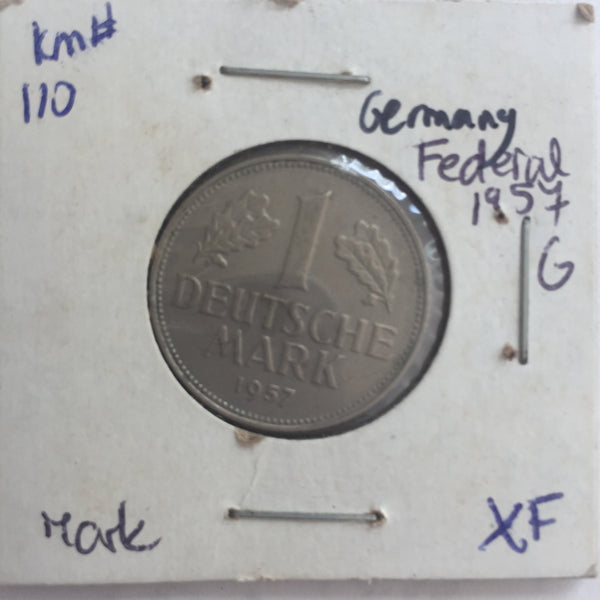 Km#
110
Germany
Federal
1957
G
1
DEUTSCHE
MARK
1957
Mark
XF